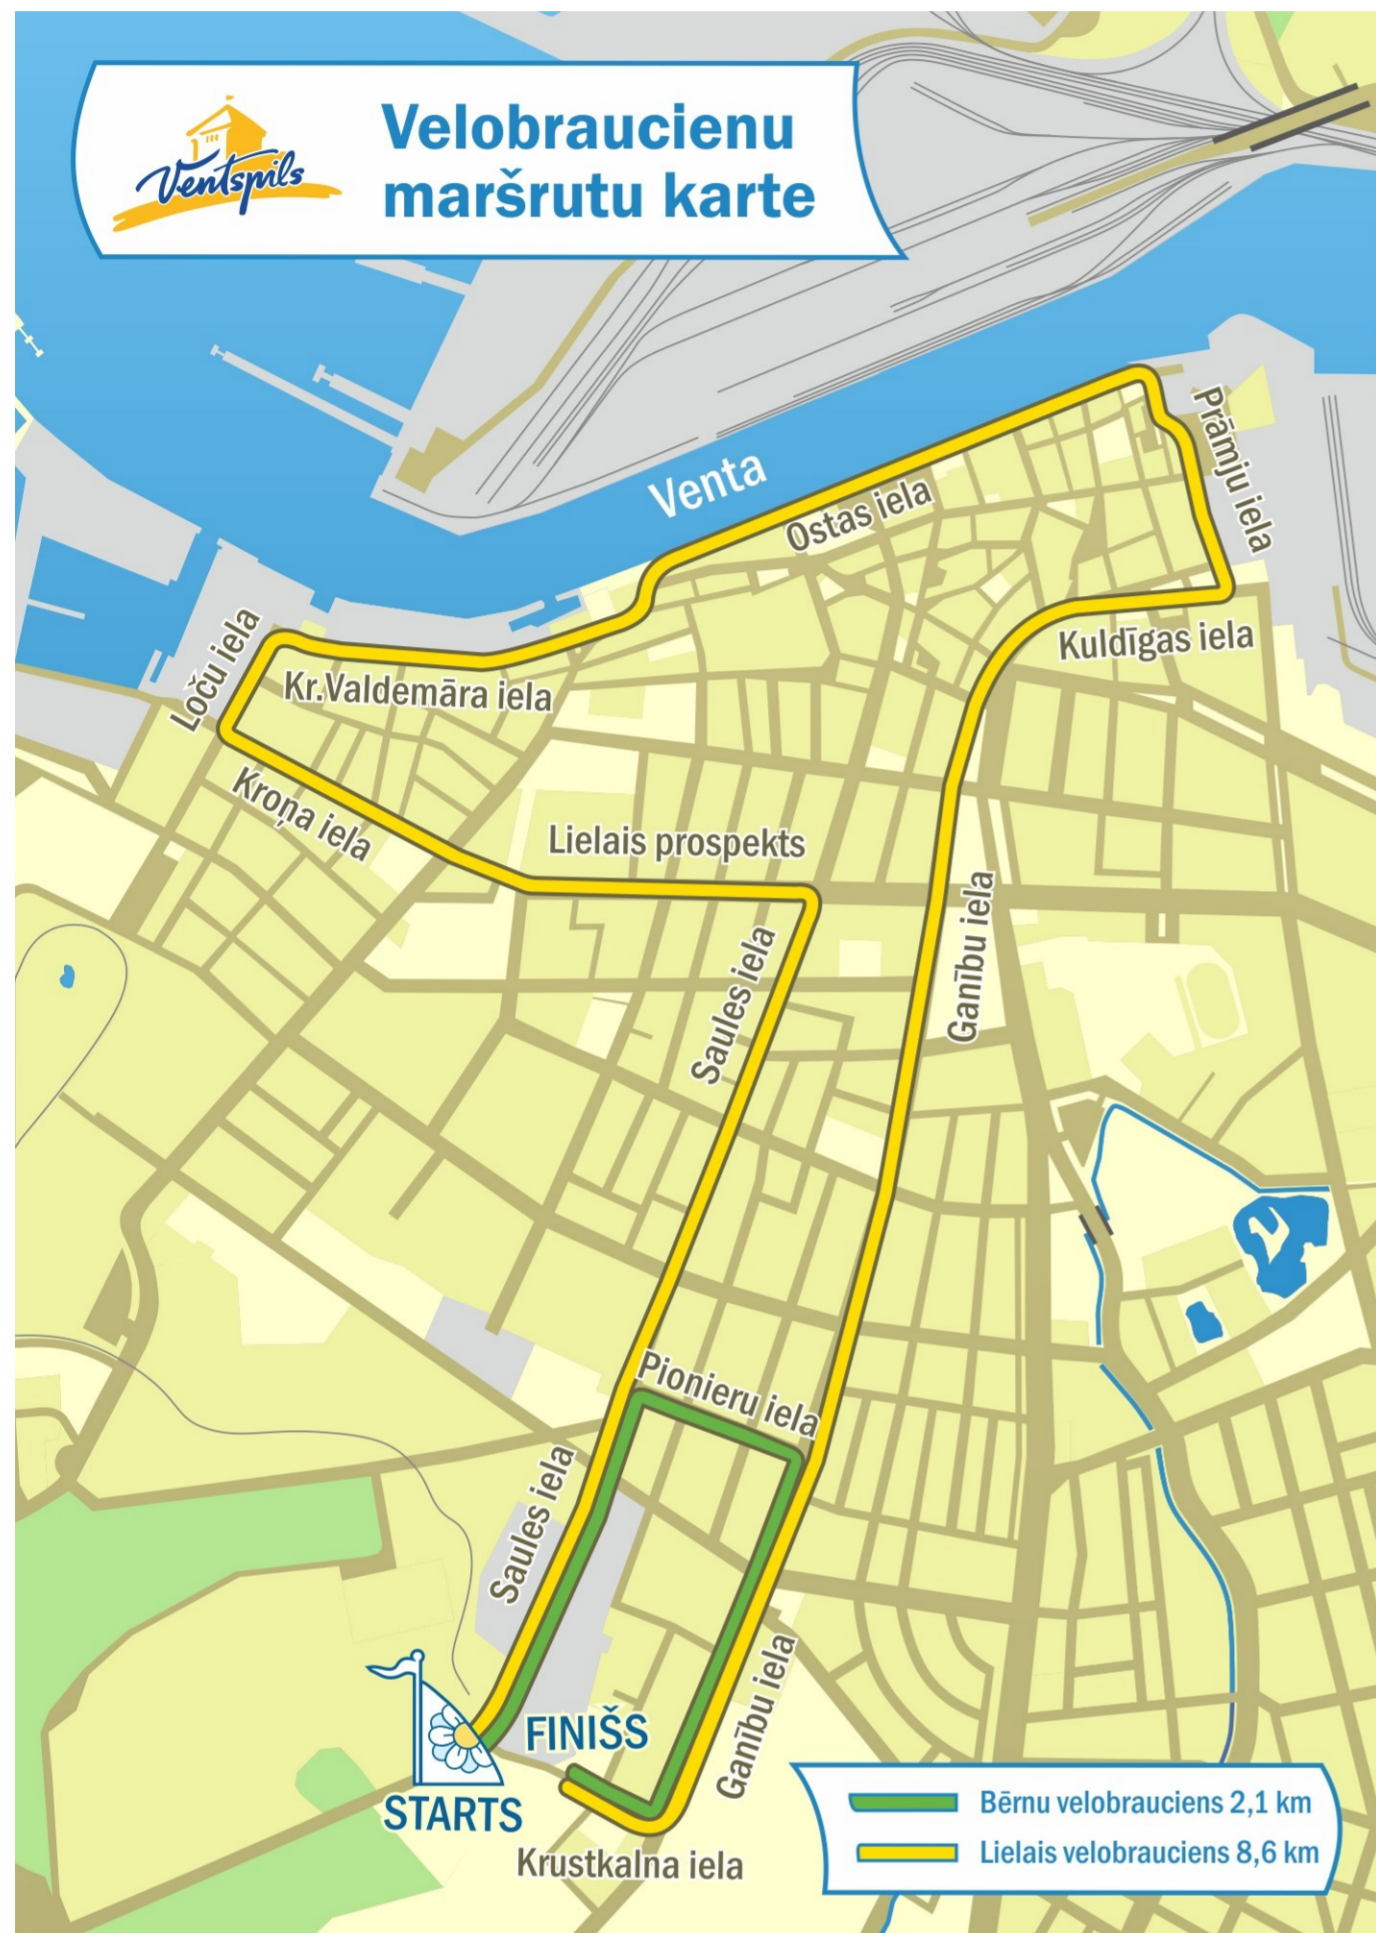 Ventspils
Velobraucienu
maršrutu karte
Venta
Prāmju iela
Ostas iela
Kuldīgas iela
Loču iela
Kr.Valdemāra iela
Kroņa iela
Lielais prospekts
Saules iela
Ganību iela
Pionieru iela
Saules iela
Ganību iela
FINIŠS
STARTS
Krustkalna iela
Bērnu velobrauciens 2,1 km
Lielais velobrauciens 8,6 km